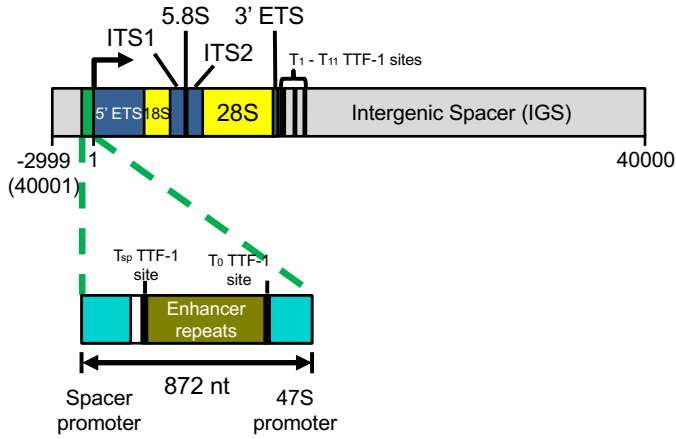 5.8S
3' ETS
ITS1
ITS2
T1 - T11 TTF-1 sites
5' ETS
18S
28S
Intergenic Spacer (IGS)
-2999
(40001)
1
40000
Tsp TTF-1
site
T0 TTF-1
site
Enhancer
repeats
872 nt
Spacer
promoter
47S
promoter